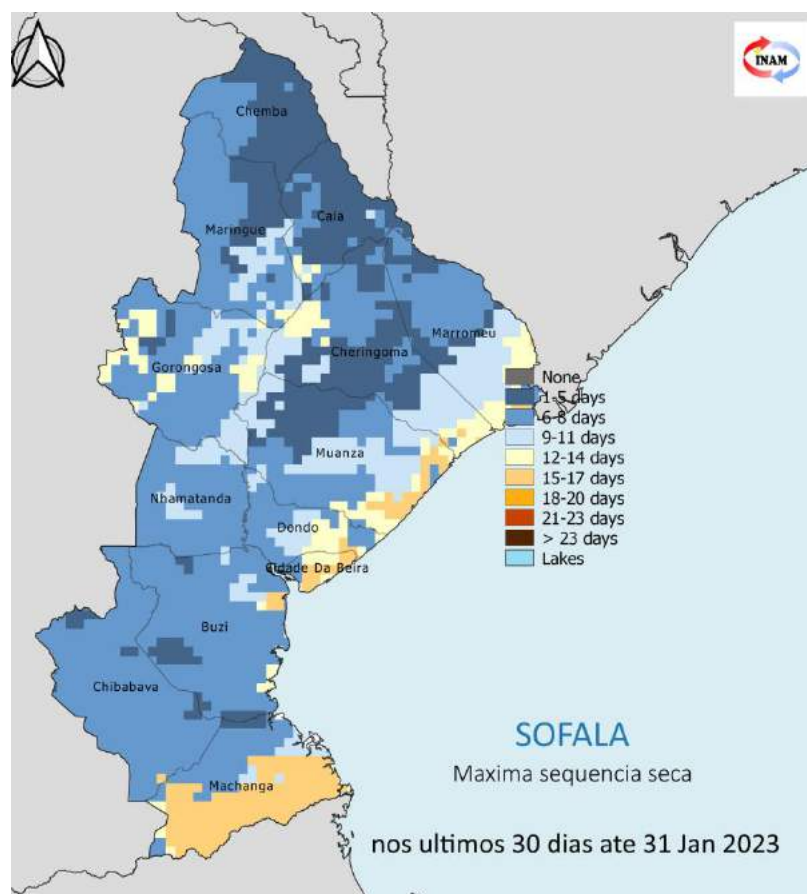 INAM
Chemba
Caia
Maringue
Marromeu
Cheringoma
Gorongosa
None
1-5 days
6-8 days
9-11 days
12-14 days
15-17 days
18-20 days
21-23 days
> 23 days
Lakes
Muanza
Nhamatanda
Dondo
Cidade Da Beira
Buzi
Chibabava
Machanga
SOFALA
Maxima sequencia seca
nos ultimos 30 dias ate 31 Jan 2023